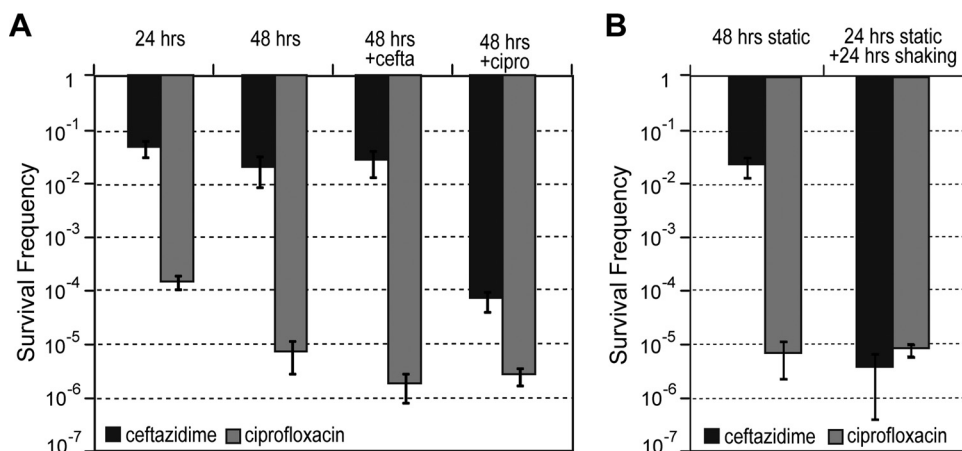 A
24 hrs 48 hrs 48 hrs +cefta 48 hrs +cipro
Survival Frequency
1
10-1
10-2
10-3
10-4
10-5
10-6
10-7
ceftazidime ciprofloxacin
B
48 hrs static 24 hrs static +24 hrs shaking
Survival Frequency
1
10-1
10-2
10-3
10-4
10-5
10-6
10-7
ceftazidime ciprofloxacin